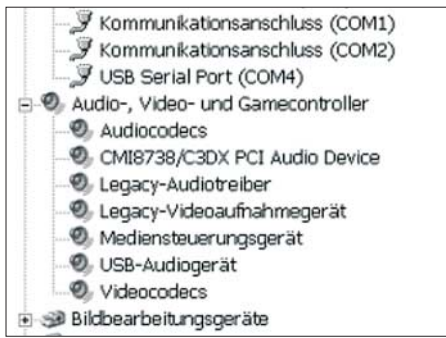 Kommunikationsanschluss (COM1)
Kommunikationsanschluss (COM2)
USB Serial Port (COM4)
Audio-, Video- und Gamecontroller
Audiocodecs
CMI8738/C3DX PCI Audio Device
Legacy-Audiotreiber
Legacy-Videoaufnahmegerät
Mediensteuerungsgerät
USB-Audiogerät
Videocodecs
Bildbearbeitungsgeräte